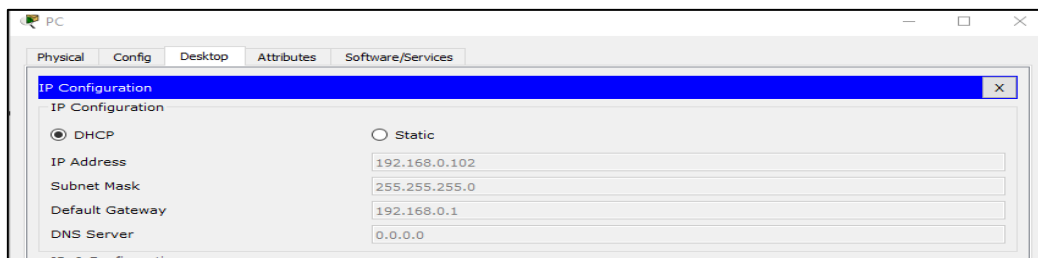 PC
Physical Config Desktop Attributes Software/Services
IP Configuration X
IP Configuration
DHCP Static
IP Address 192.168.0.102
Subnet Mask 255.255.255.0
Default Gateway 192.168.0.1
DNS Server 0.0.0.0